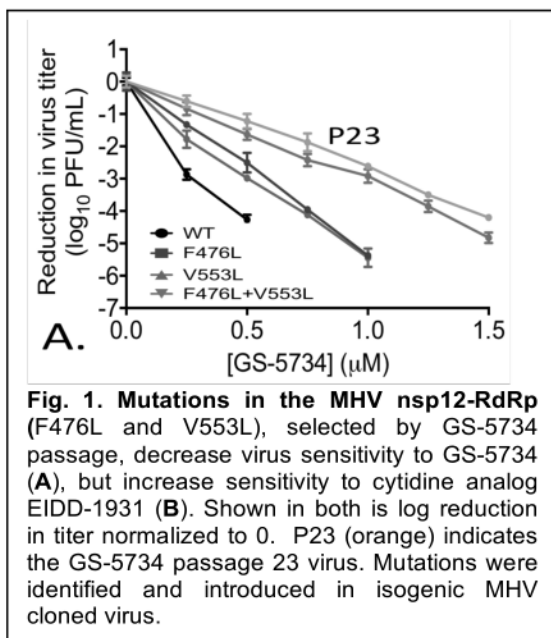 1
0
-1
-2
-3
-4
-5
-6
-7
Reduction in virus titer
(log10 PFU/mL)
P23
WT
F476L
V553L
F476L+V553L
A.
0.0 0.5 1.0 1.5
[GS-5734] (μM)
Fig. 1. Mutations in the MHV nsp12-RdRp
(F476L and V553L), selected by GS-5734
passage, decrease virus sensitivity to GS-5734
(A), but increase sensitivity to cytidine analog
EIDD-1931 (B). Shown in both is log reduction
in titer normalized to 0. P23 (orange) indicates
the GS-5734 passage 23 virus. Mutations were
identified and introduced in isogenic MHV
cloned virus.